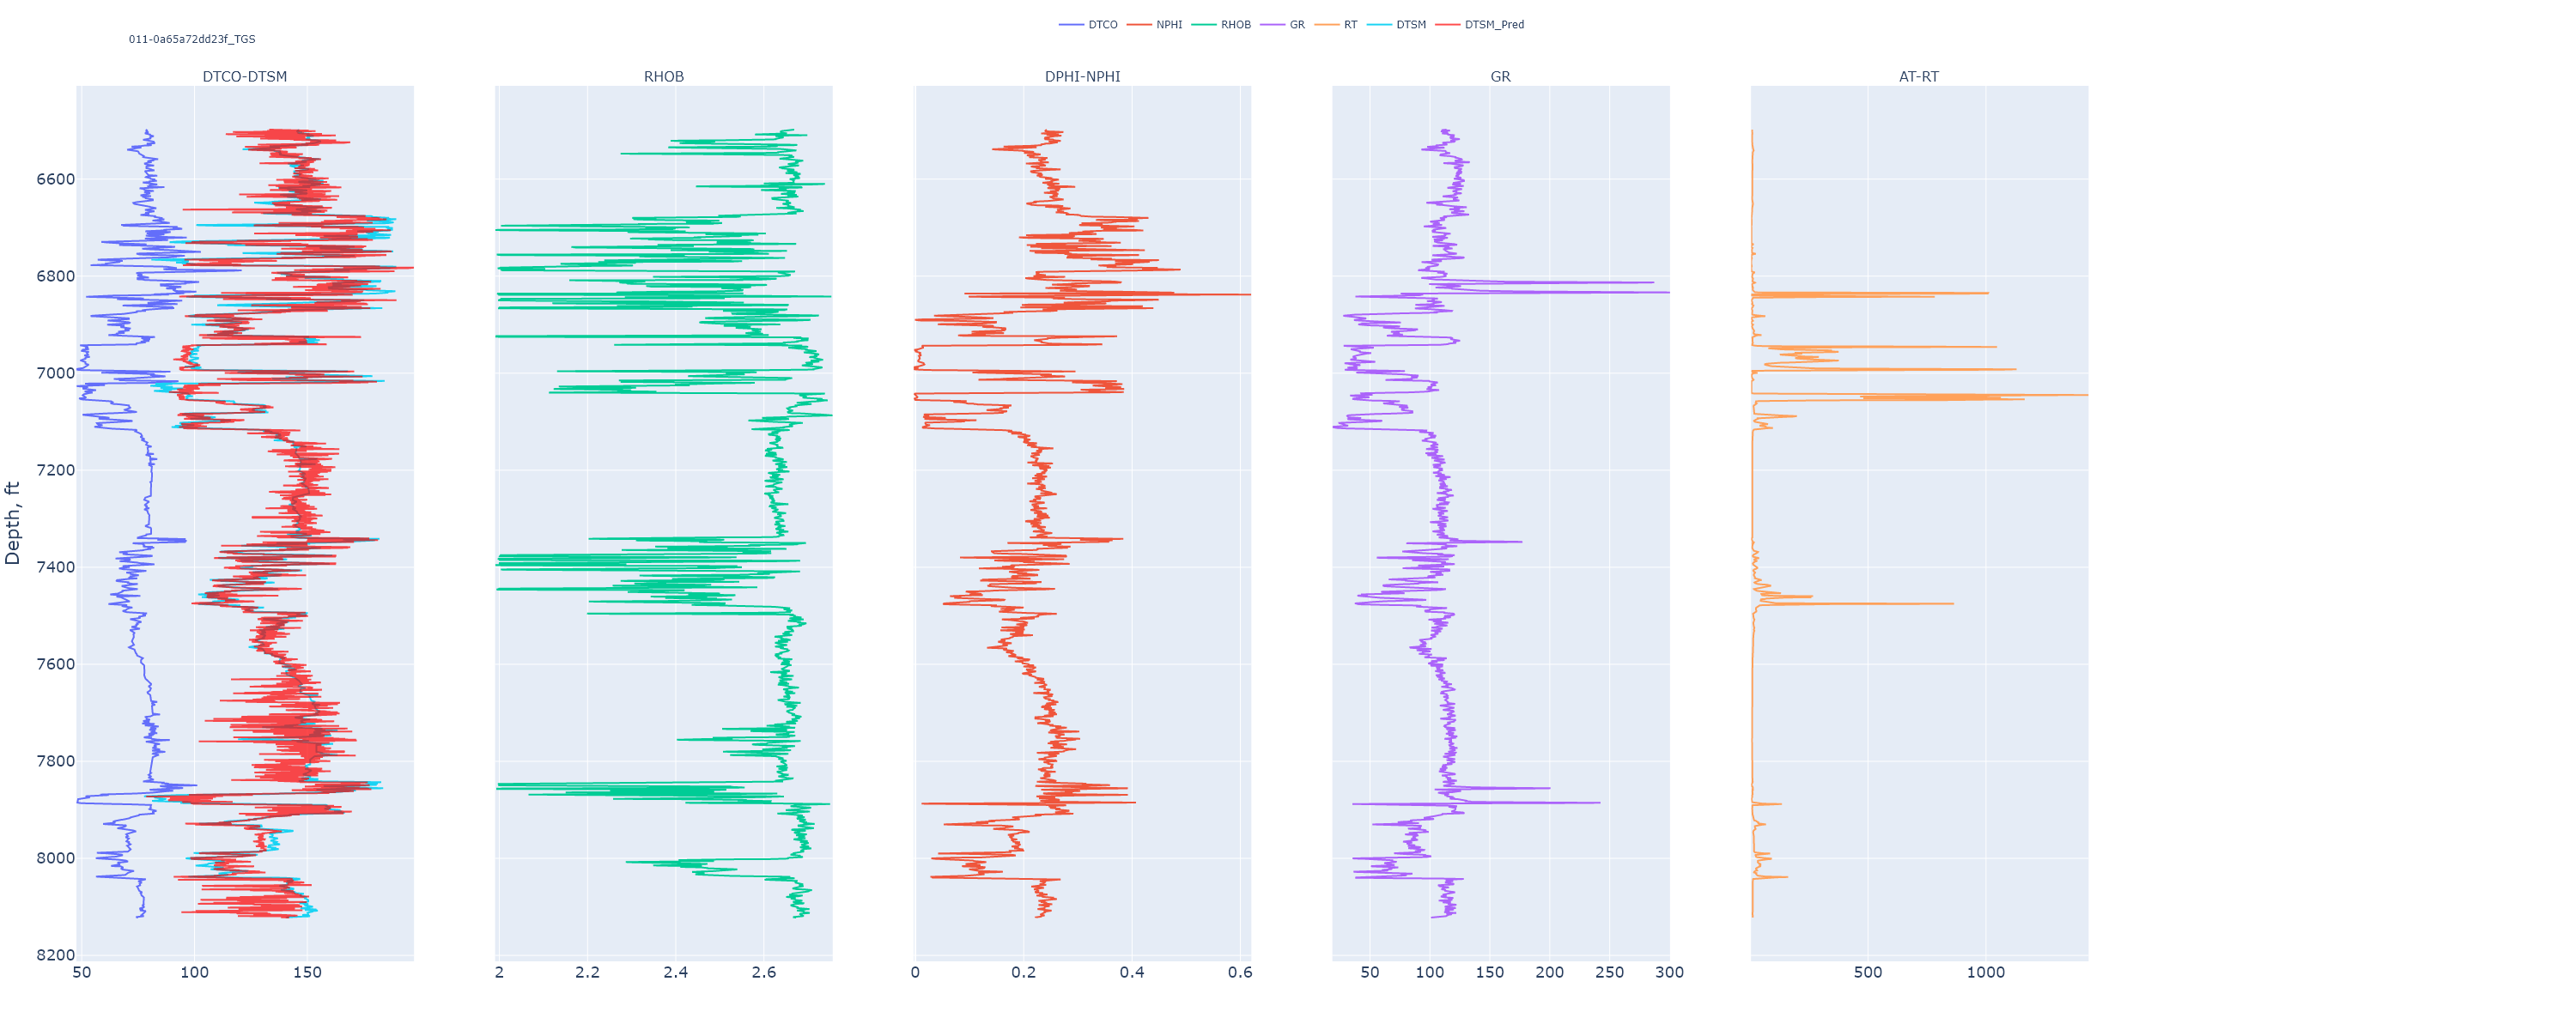 DTCO NPHI RHOB GR RT DTSM DTSM_Pred
011-0a65a72dd23f_TGS
DTCO-DTSM RHOB DPHI-NPHI GR AT-RT
Depth, ft
6600
6800
7000
7200
7400
7600
7800
8000
8200
50 100 150 2 2.2 2.4 2.6 0 0.2 0.4 0.6 50 100 150 200 250 300 500 1000